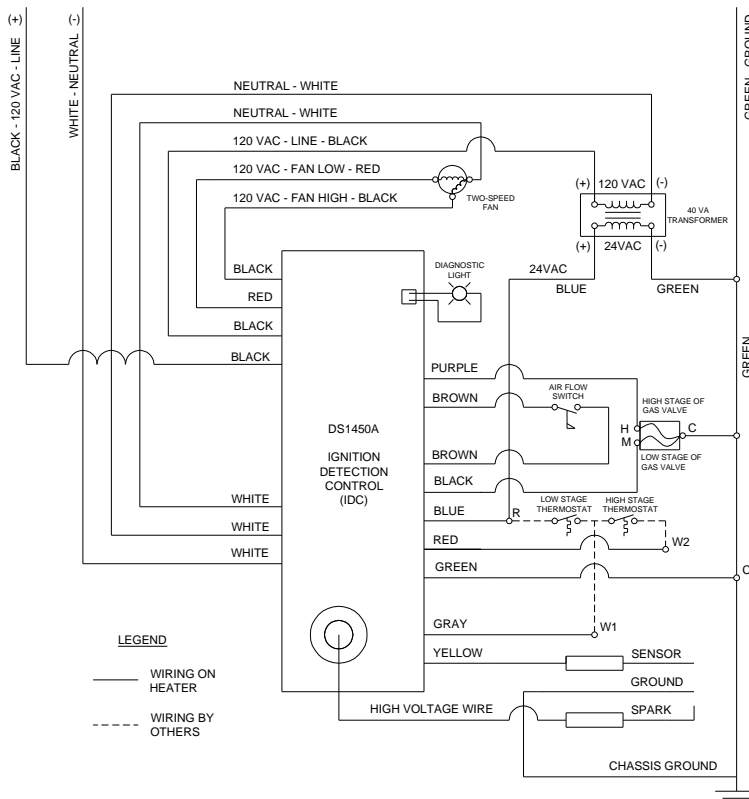 (+)
(-)
BLACK - 120 VAC - LINE
WHITE - NEUTRAL
GREEN - GROUND
NEUTRAL - WHITE
NEUTRAL - WHITE
120 VAC - LINE - BLACK
120 VAC - FAN LOW - RED
120 VAC - FAN HIGH - BLACK
TWO-SPEED
FAN
(+) 120 VAC (-)
40 VA
TRANSFORMER
(+) 24VAC (-)
24VAC
BLUE
GREEN
BLACK
RED
BLACK
BLACK
DIAGNOSTIC
LIGHT
GREEN
PURPLE
BROWN
AIR FLOW
SWITCH
HIGH STAGE OF
GAS VALVE
H
M
C
LOW STAGE OF
GAS VALVE
DS1450A
IGNITION
DETECTION
CONTROL
(IDC)
BROWN
BLACK
BLUE
R
LOW STAGE
THERMOSTAT
HIGH STAGE
THERMOSTAT
RED
W2
GREEN
C
WHITE
WHITE
WHITE
GRAY
W1
YELLOW
SENSOR
GROUND
HIGH VOLTAGE WIRE
SPARK
CHASSIS GROUND
LEGEND
WIRING ON
HEATER
WIRING BY
OTHERS